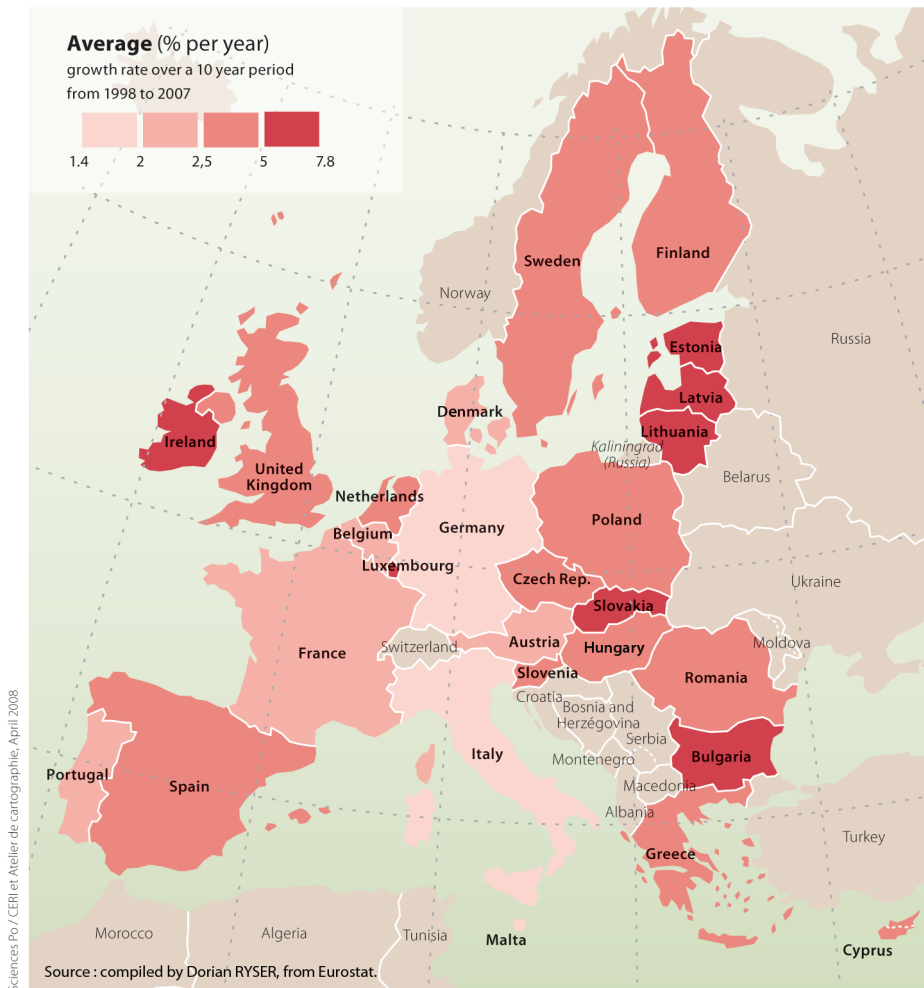 Average (% per year)
growth rate over a 10 year period
from 1998 to 2007
1.4 2 2,5 5 7.8
Sweden
Finland
Norway
Russia
Estonia
Latvia
Denmark
Lithuania
Ireland
Kaliningrad
(Russia)
United
Kingdom
Belarus
Netherlands
Poland
Germany
Belgium
Luxembourg
Czech Rep.
Ukraine
Slovakia
Austria
Switzerland
Hungary
Moldova
France
Slovenia
Romania
Croatia
Bosnia and
Herzégovina
Serbia
Italy
Montenegro
Bulgaria
Portugal
Spain
Macedonia
Albania
Turkey
Greece
Morocco
Algeria
Tunisia
Malta
Cyprus
Source : compiled by Dorian RYSER, from Eurostat.
Sciences Po / CERI et Atelier de cartographie, April 2008